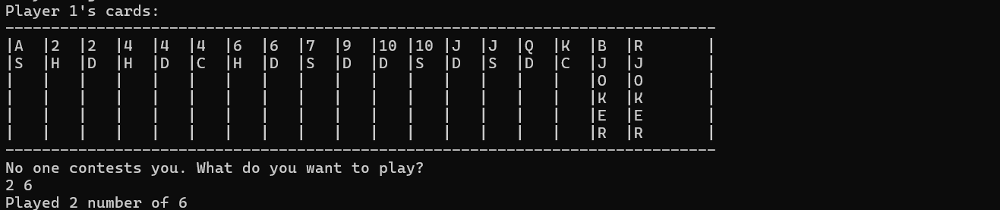 Player 1's cards:
------------------------------------------------------------------------------
|A  |2  |2  |4  |4  |4  |6  |6  |7  |9  |10 |10 |J  |J  |Q  |K  |B  |R       |
|S  |H  |D  |H  |D  |C  |H  |D  |S  |D  |D  |S  |D  |S  |D  |C  |J  |J       |
|   |   |   |   |   |   |   |   |   |   |   |   |   |   |   |   |O  |O       |
|   |   |   |   |   |   |   |   |   |   |   |   |   |   |   |   |K  |K       |
|   |   |   |   |   |   |   |   |   |   |   |   |   |   |   |   |E  |E       |
|   |   |   |   |   |   |   |   |   |   |   |   |   |   |   |   |R  |R       |
------------------------------------------------------------------------------
No one contests you. What do you want to play?
2 6
Played 2 number of 6